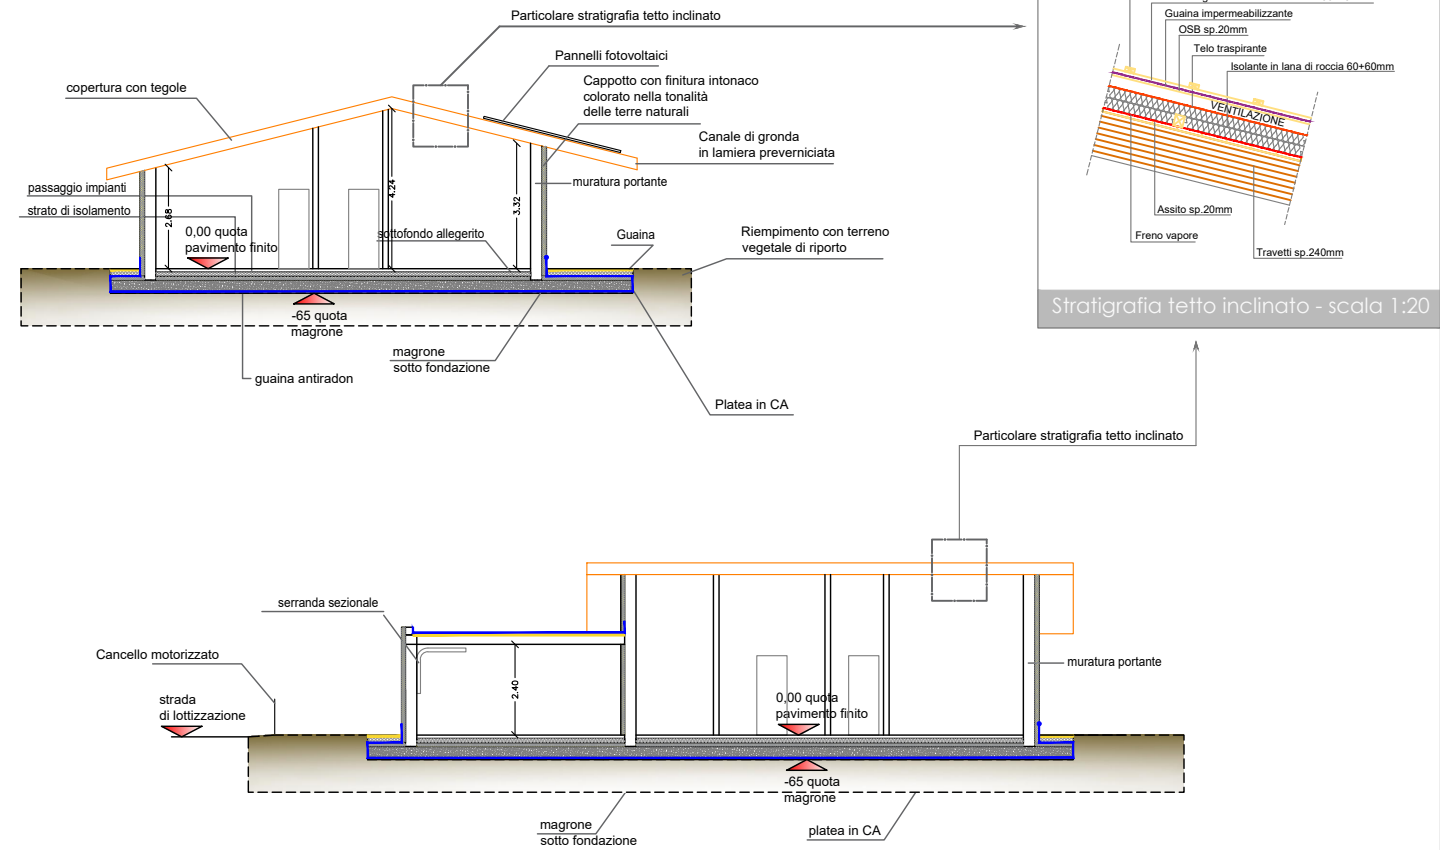 Particolare stratigrafia tetto inclinato
Pannelli fotovoltaici
copertura con tegole
Cappotto con finitura intonaco
colorato nella tonalità
delle terre naturali
Canale di gronda
in lamiera preverniciata
muratura portante
passaggio impianti
strato di isolamento
2.68
4.24
3.32
0,00 quota
pavimento finito
sottofondo allegerito
Guaina
Riempimento con terreno
vegetale di riporto
-65 quota
magrone
magrone
sotto fondazione
guaina antiradon
Platea in CA
Guaina impermeabilizzante
OSB sp.20mm
Telo traspirante
Isolante in lana di roccia 60+60mm
VENTILAZIONE
Assito sp.20mm
Freno vapore
Travetti sp.240mm
Stratigrafia tetto inclinato - scala 1:20
Particolare stratigrafia tetto inclinato
serranda sezionale
Cancello motorizzato
strada
di lottizzazione
2.40
0,00 quota
pavimento finito
muratura portante
-65 quota
magrone
magrone
sotto fondazione
platea in CA